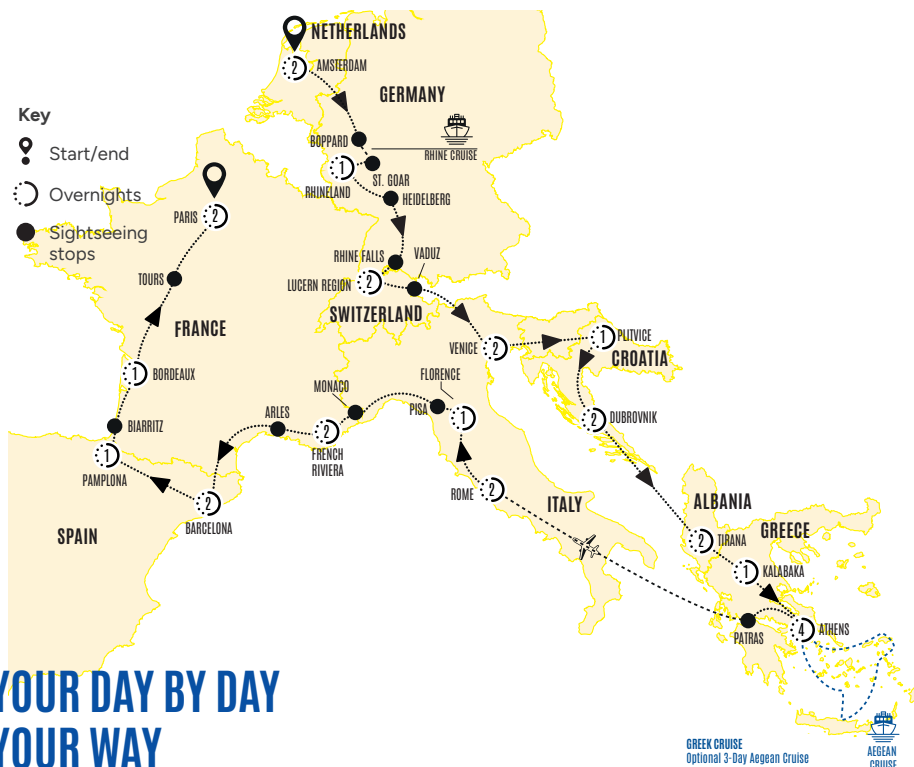 NETHERLANDS
2
AMSTERDAM
GERMANY
Key
Start/end
Overnights
Sightseeing
stops
BOPPARD
RHINE CRUISE
1
ST. GOAR
RHINELAND
HEIDELBERG
PARIS
2
RHINE FALLS
VADUZ
TOURS
LUCERN REGION
2
SWITZERLAND
FRANCE
VENICE
2
1
PLITVICE
CROATIA
1
BORDEAUX
FLORENCE
MONACO
PISA
1
ARLES
2
DUBROVNIK
BIARRITZ
2
FRENCH
RIVIERA
1
PAMPLONA
ROME
2
2
BARCELONA
ITALY
ALBANIA
GREECE
SPAIN
2
TIRANA
1
KALABAKA
PATRAS
4
ATHENS
YOUR DAY BY DAY
YOUR WAY
GREEK CRUISE
Optional 3-Day Aegean Cruise
AEGEAN
CRUISE